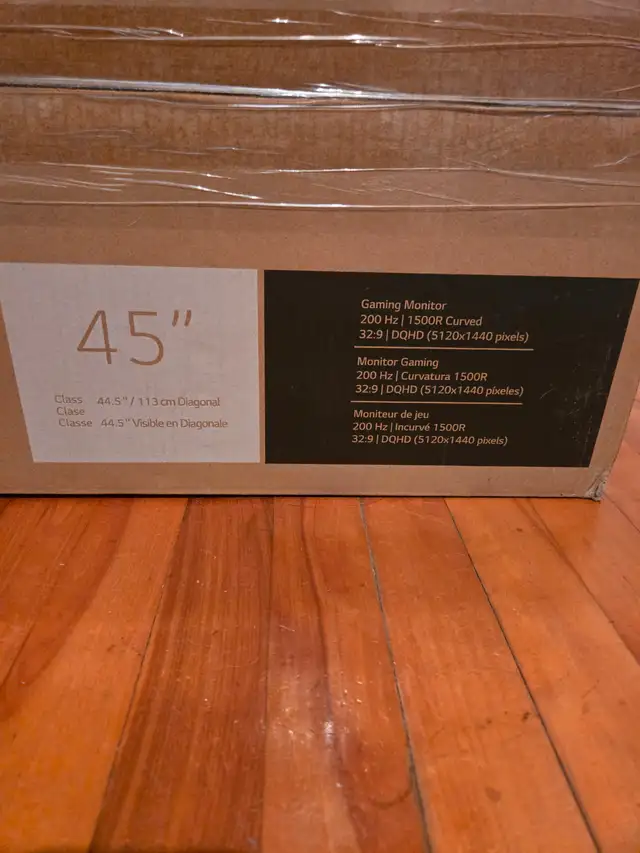 45"
Class 44.5" / 113 cm Diagonal
Clase
Classe 44.5" Visible en Diagonale
Gaming Monitor
200 Hz | 1500R Curved
32:9 | DQHD (5120x1440 pixels)
Monitor Gaming
200 Hz | Curvatura 1500R
32:9 | DQHD (5120x1440 píxeles)
Moniteur de jeu
200 Hz | Incurvé 1500R
32:9 | DQHD (5120x1440 pixels)